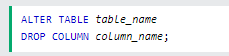 ALTER TABLE table_name
DROP COLUMN column_name;